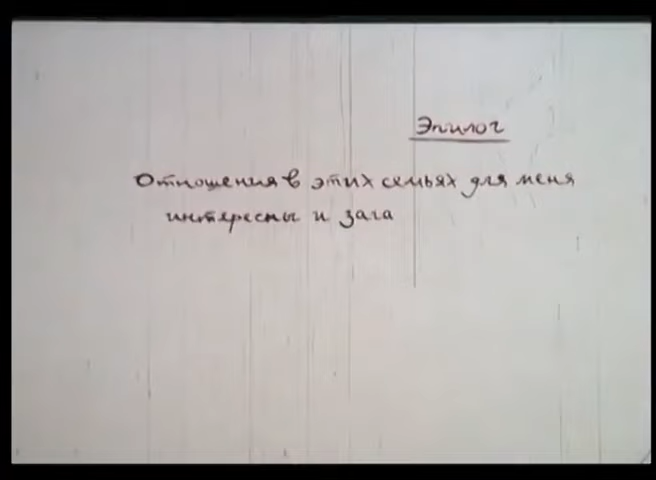 Эпилог
Отношения в этих семьях для меня
интересны и зага